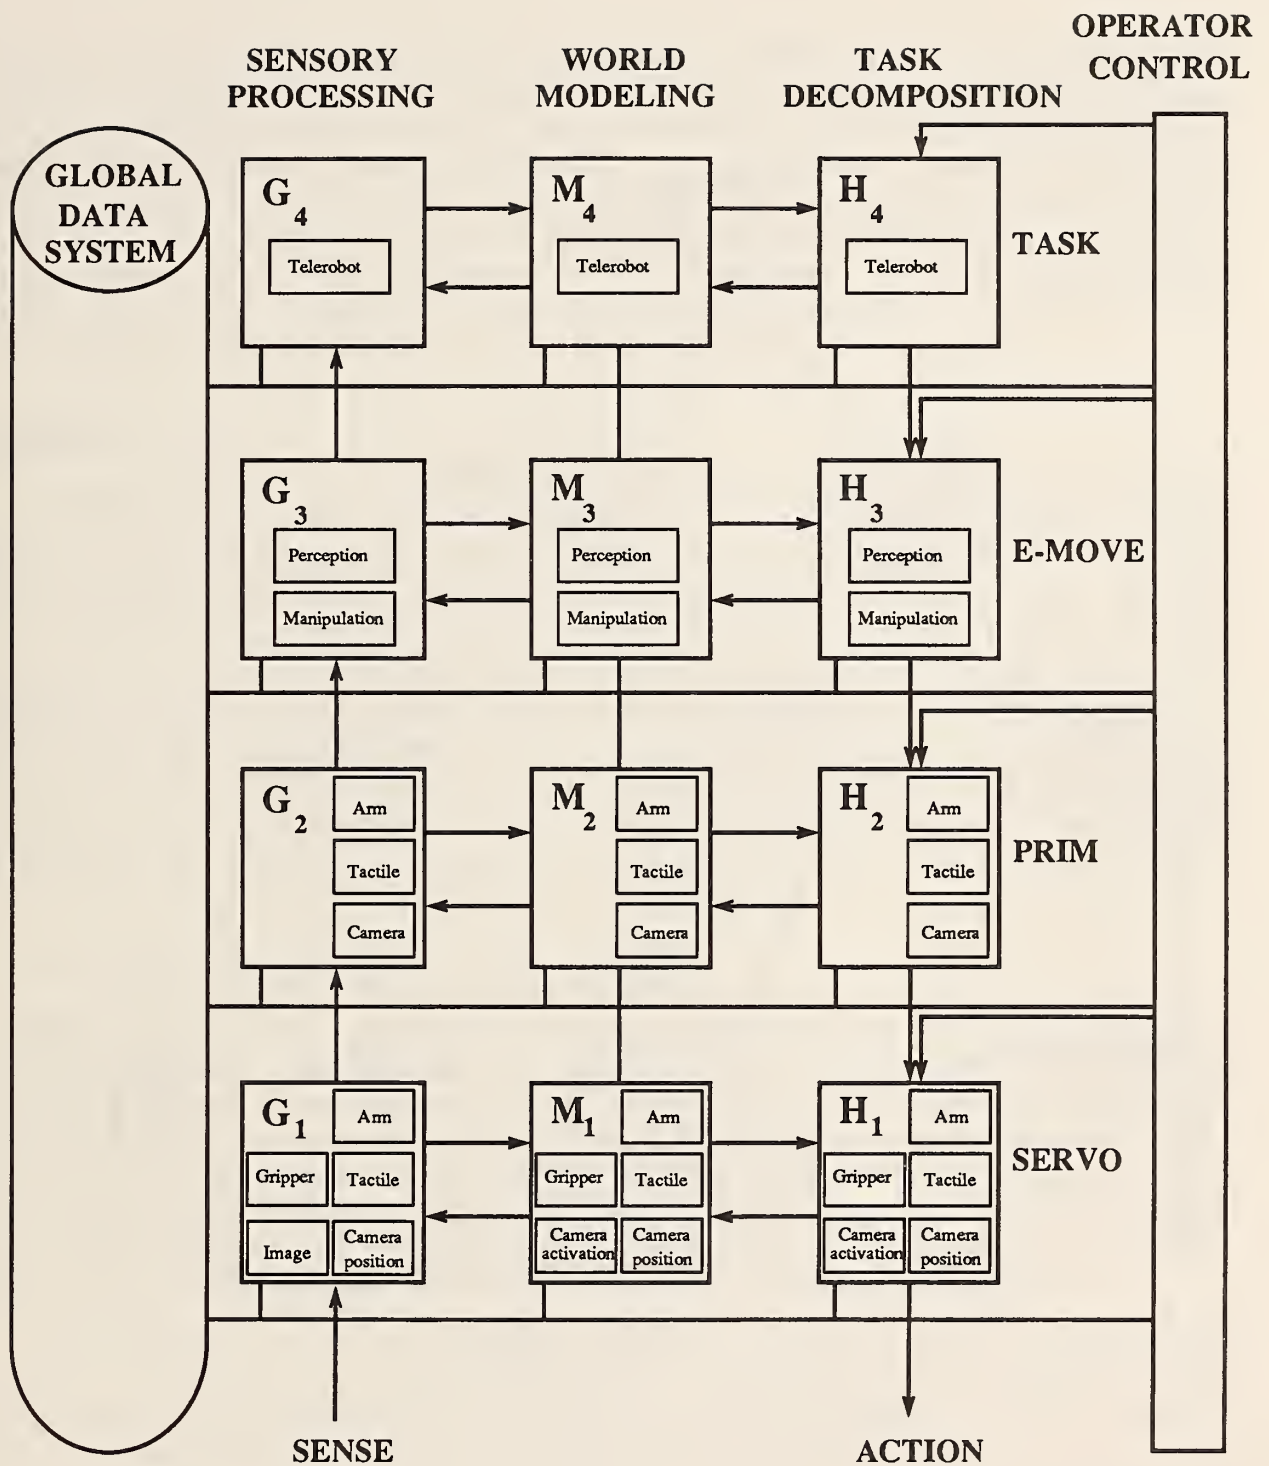 OPERATOR
CONTROL
SENSORY
PROCESSING
WORLD
MODELING
TASK
DECOMPOSITION
GLOBAL
DATA
SYSTEM
G4
Telerobot
M4
Telerobot
H4
Telerobot
TASK
G3
Perception
Manipulation
M3
Perception
Manipulation
H3
Perception
Manipulation
E-MOVE
G2
Arm
Tactile
Camera
M2
Arm
Tactile
Camera
H2
Arm
Tactile
Camera
PRIM
G1
Arm
Gripper
Tactile
Image
Camera
position
M1
Arm
Gripper
Tactile
Camera
activation
Camera
position
H1
Arm
Gripper
Tactile
Camera
activation
Camera
position
SERVO
SENSE
ACTION